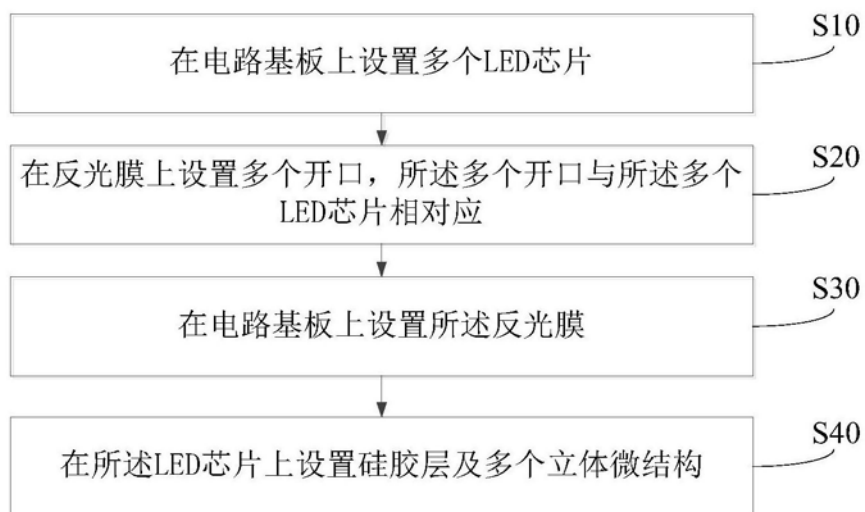 S10
在电路基板上设置多个LED芯片
S20
在反光膜上设置多个开口，所述多个开口与所述多个
LED芯片相对应
S30
在电路基板上设置所述反光膜
S40
在所述LED芯片上设置硅胶层及多个立体微结构